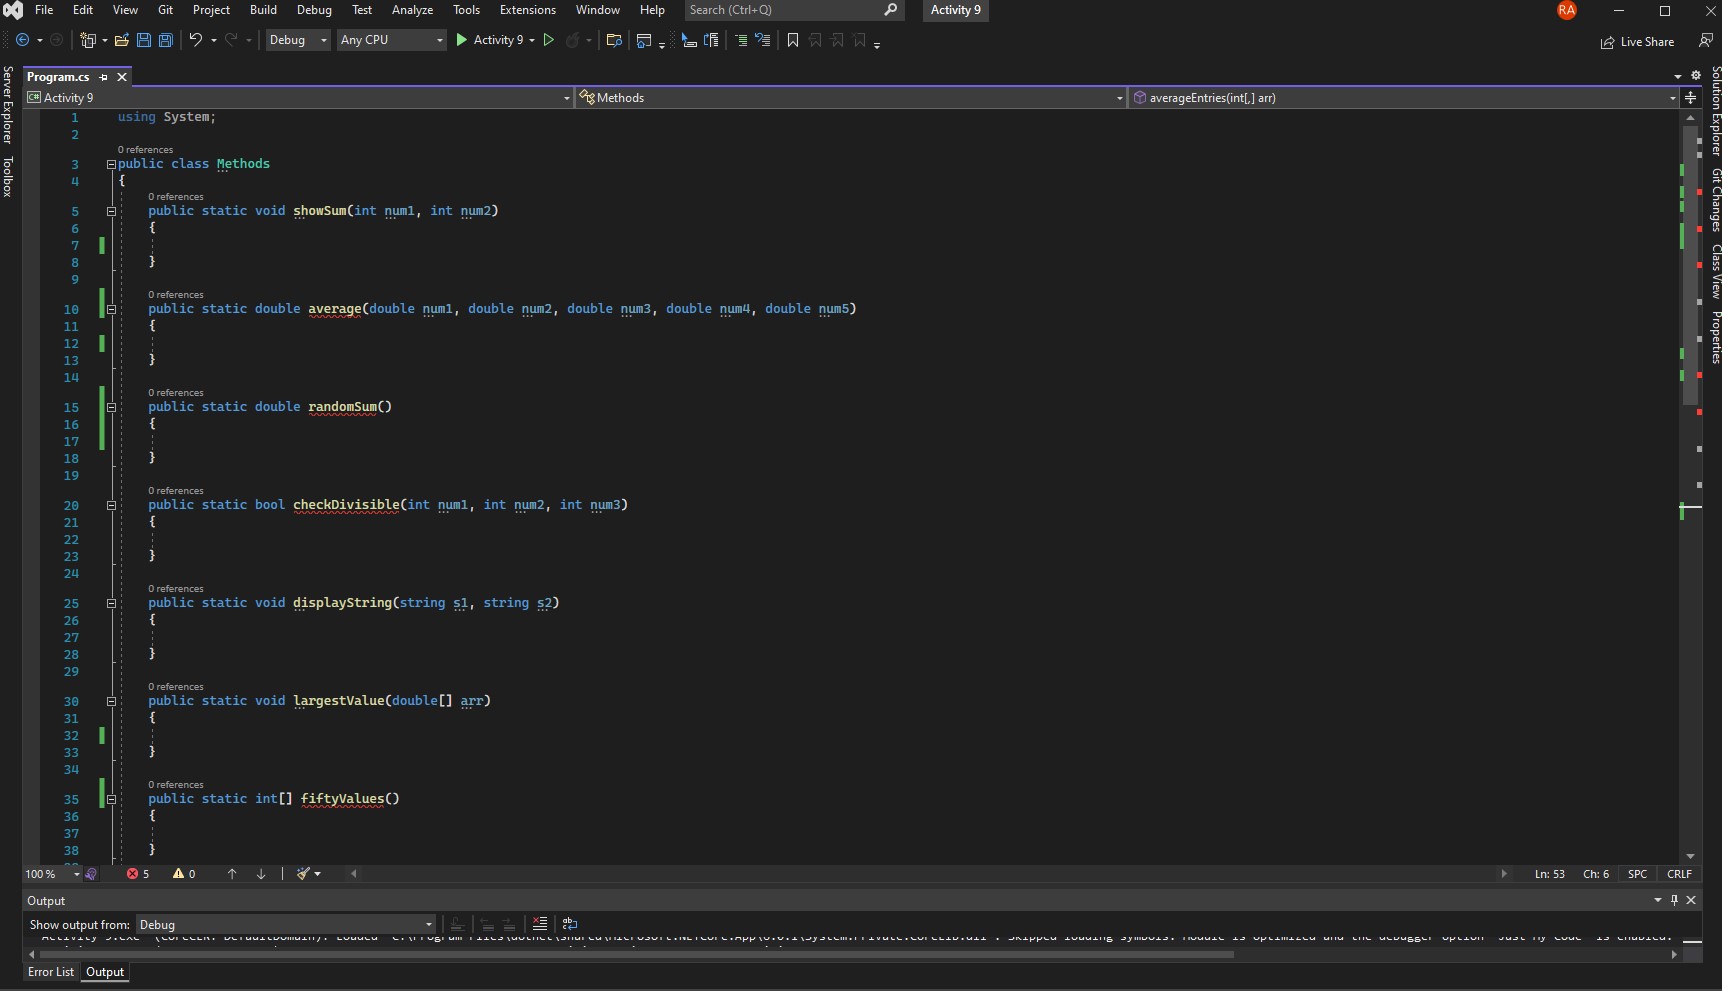 File Edit View Git Project Build Debug Test Analyze Tools Extensions Window Help Search (Ctrl+Q) Activity 9 RA
Debug Any CPU Activity 9 Live Share
Program.cs
Activity 9 Methods averageEntries(int[,] arr)
Server Explorer
Toolbox
1 using System;
2
0 references
3 public class Methods
4 {
0 references
5 public static void showSum(int num1, int num2)
6 {
7
8 }
9
0 references
10 public static double average(double num1, double num2, double num3, double num4, double num5)
11 {
12
13 }
14
0 references
15 public static double randomSum()
16 {
17
18 }
19
0 references
20 public static bool checkDivisible(int num1, int num2, int num3)
21 {
22
23 }
24
0 references
25 public static void displayString(string s1, string s2)
26 {
27
28 }
29
0 references
30 public static void largestValue(double[] arr)
31 {
32
33 }
34
0 references
35 public static int[] fiftyValues()
36 {
37
38 }
Solution Explorer
Git Changes
Class View
Properties
100 % 5 0 Ln: 53 Ch: 6 SPC CRLF
Output
Show output from: Debug
Error List Output